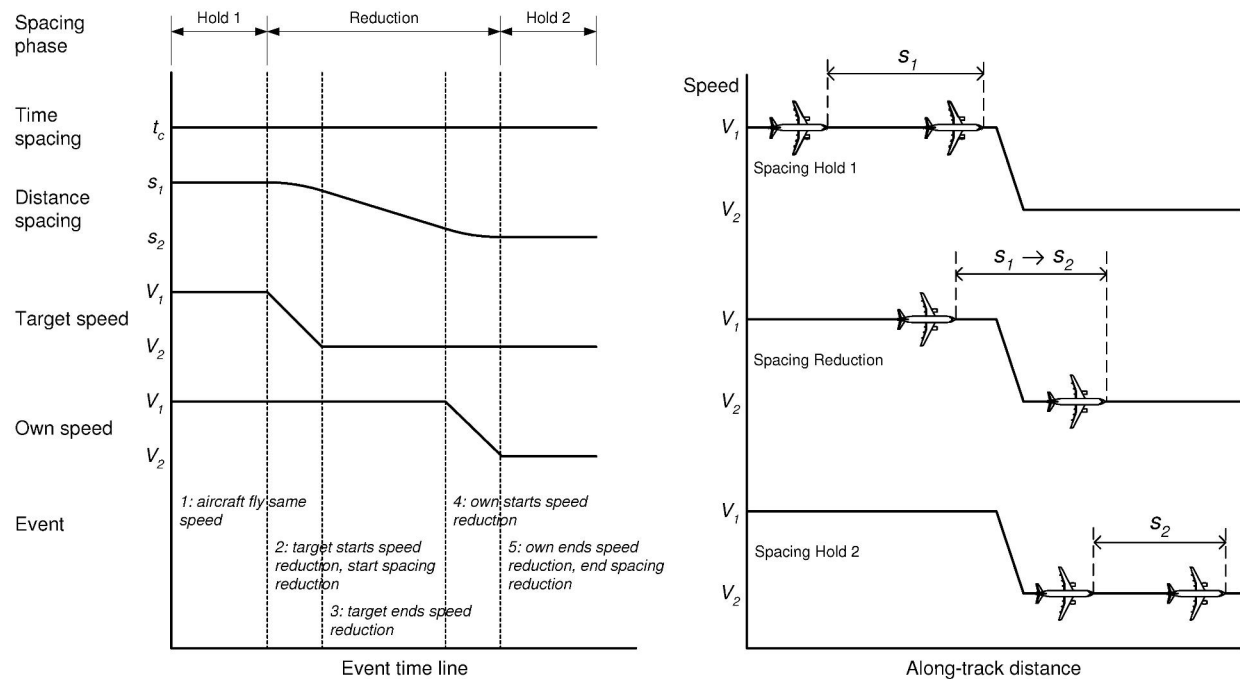 Spacing
phase
Hold 1
Reduction
Hold 2
Time
spacing
t_c
Distance
spacing
s_1
s_2
Target speed
V_1
V_2
Own speed
V_1
V_2
Event
1: aircraft fly same
speed
2: target starts speed
reduction, start spacing
reduction
3: target ends speed
reduction
4: own starts speed
reduction
5: own ends speed
reduction, end spacing
reduction
Event time line
Speed
s_1
V_1
Spacing Hold 1
V_2
s_1 → s_2
V_1
Spacing Reduction
V_2
V_1
s_2
Spacing Hold 2
V_2
Along-track distance